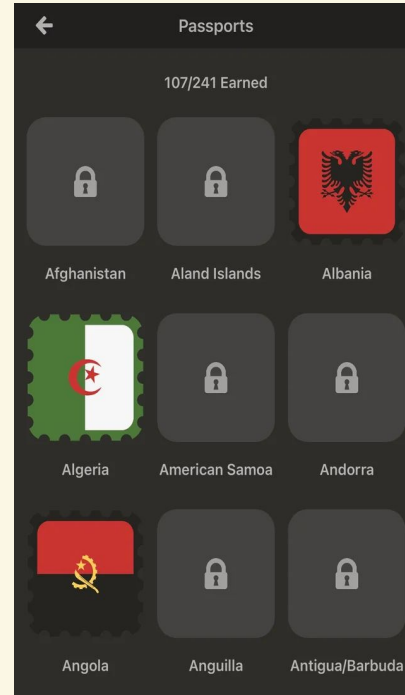 Passports
107/241 Earned
Afghanistan
Aland Islands
Albania
Algeria
American Samoa
Andorra
Angola
Anguilla
Antigua/Barbuda